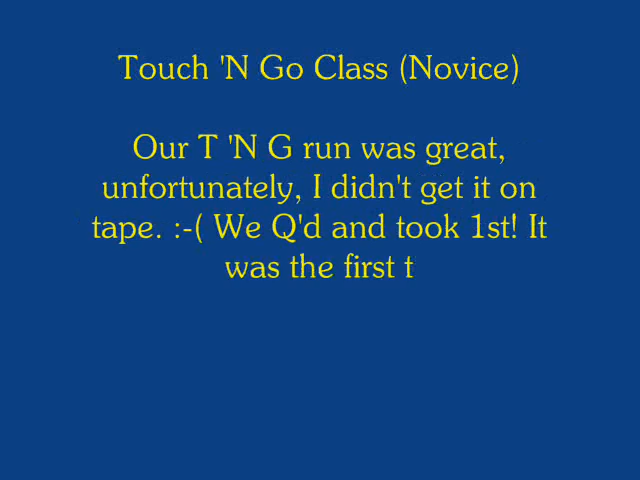 Touch 'N Go Class (Novice)
Our T 'N G run was great,
unfortunately, I didn't get it on
tape. :-( We Q'd and took 1st! It
was the first t